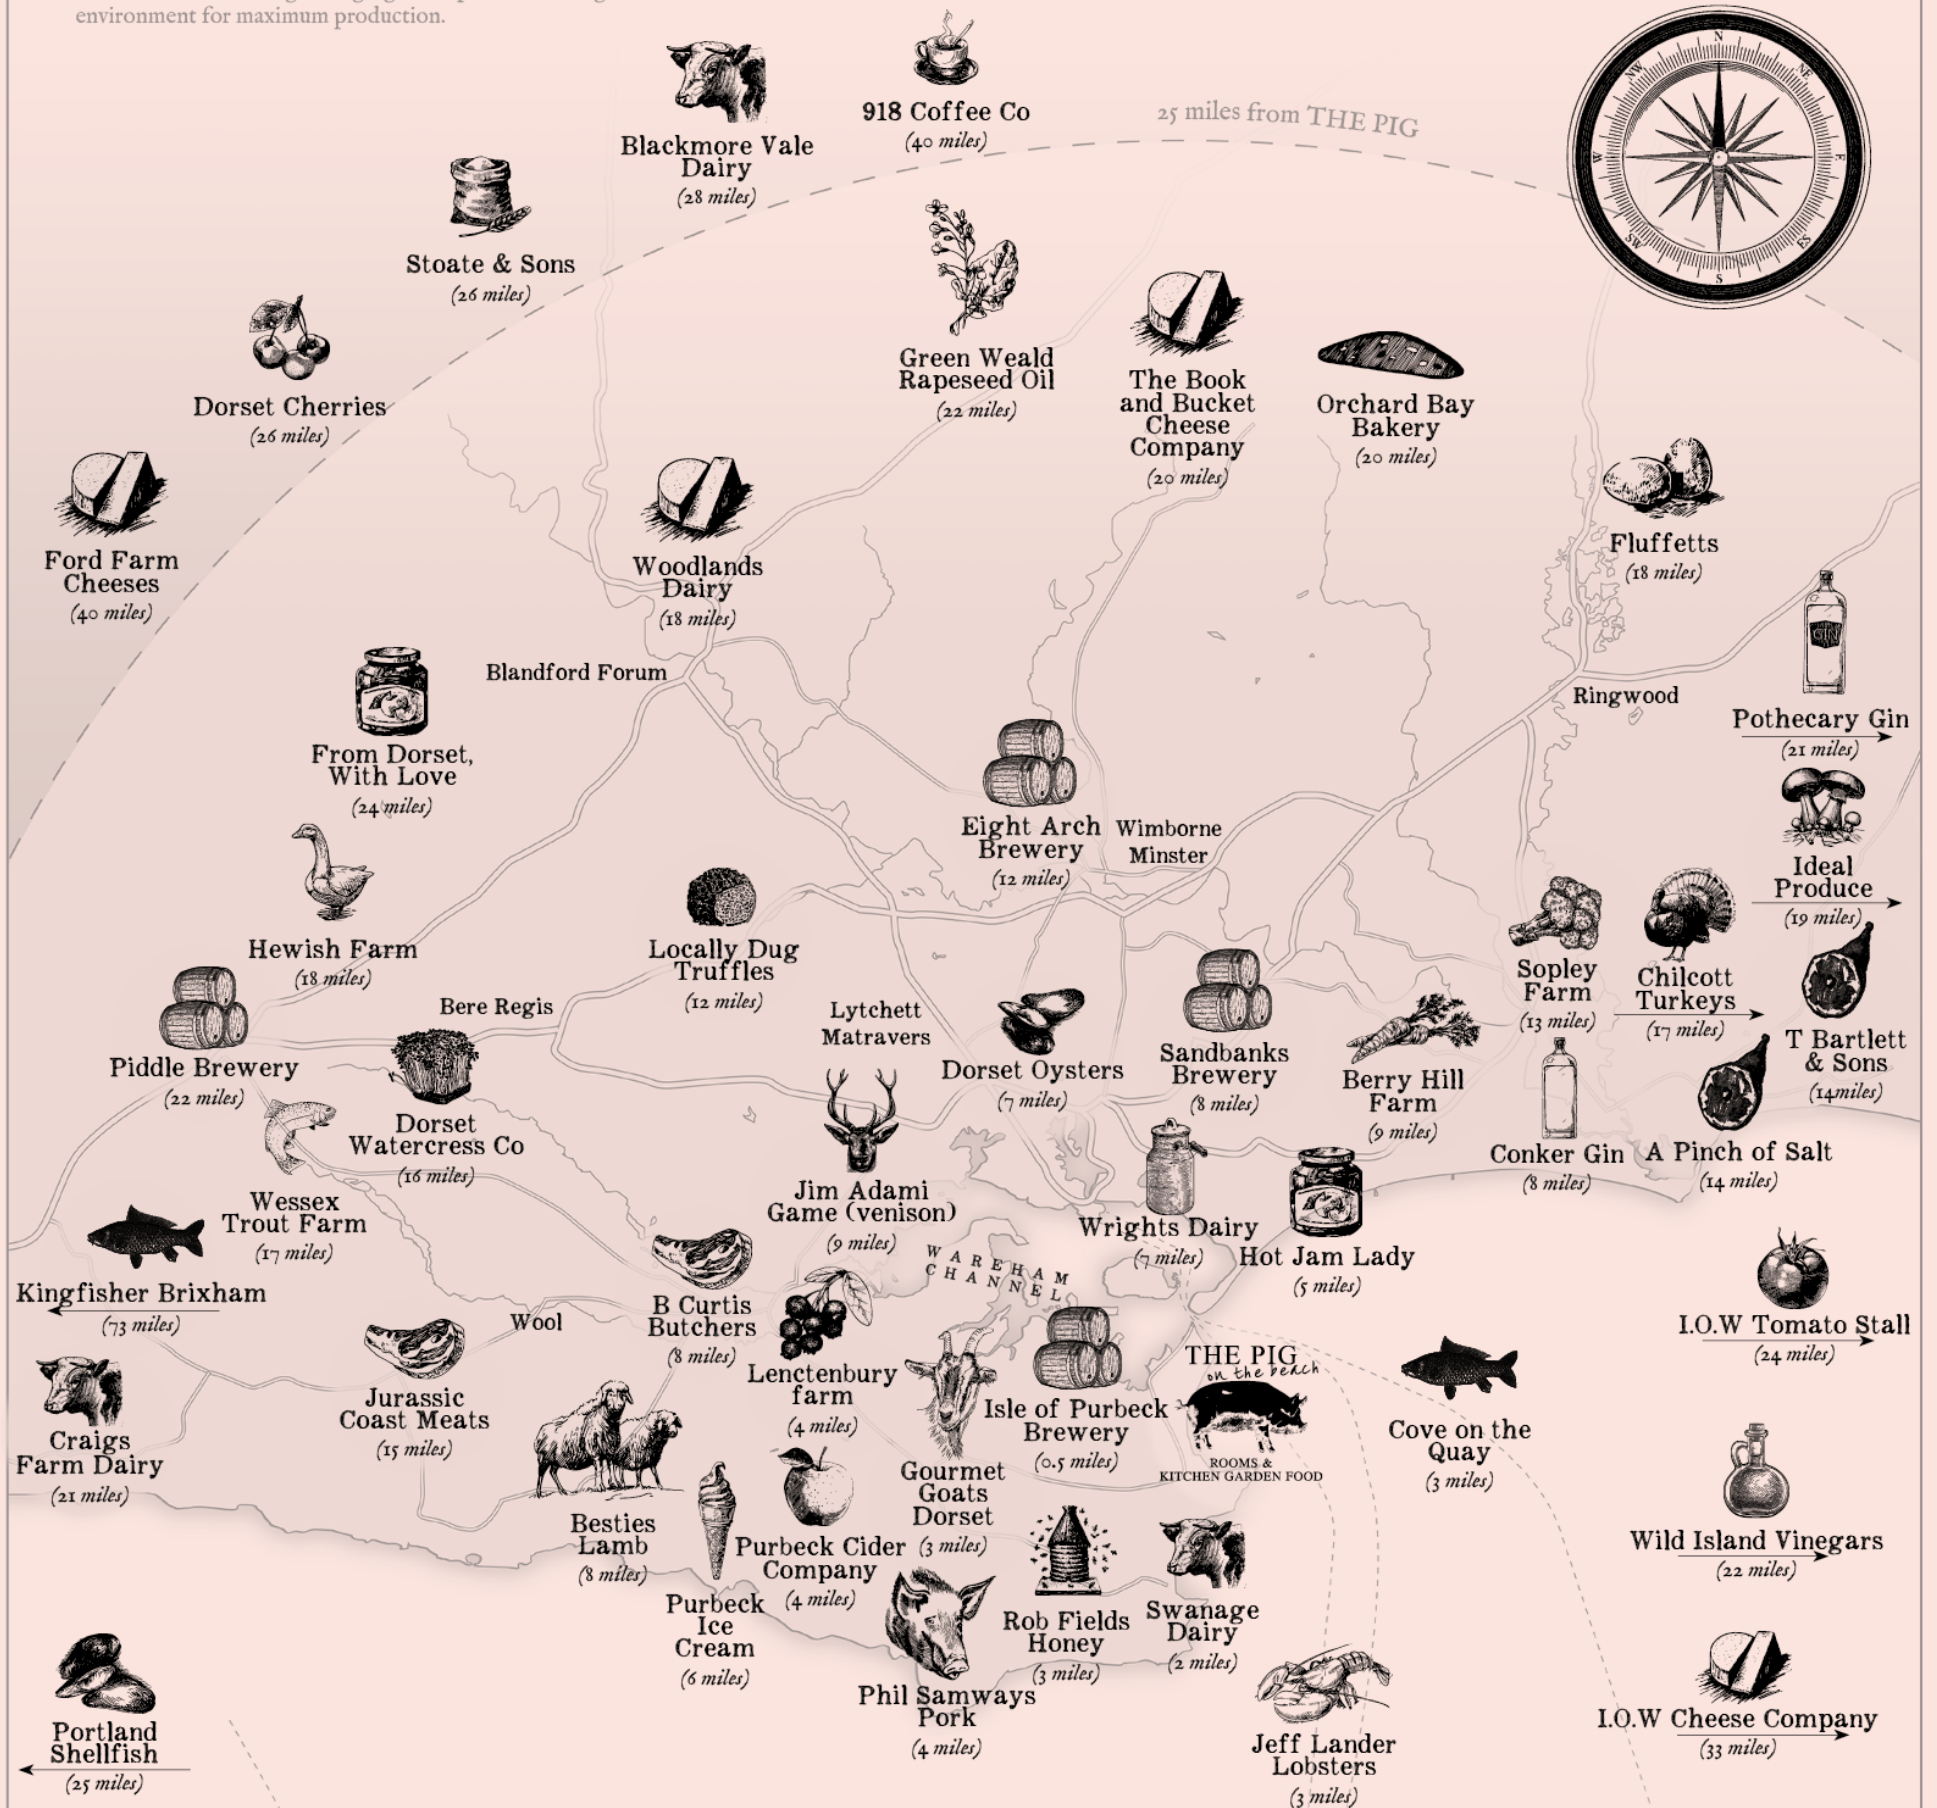 environment for maximum production.
918 Coffee Co
(40 miles)
25 miles from THE PIG
N
NE
E
ES
S
SW
W
NW
Blackmore Vale
Dairy
(28 miles)
Stoate & Sons
(26 miles)
Dorset Cherries
(26 miles)
Green Weald
Rapeseed Oil
(22 miles)
The Book
and Bucket
Cheese
Company
(20 miles)
Orchard Bay
Bakery
(20 miles)
Ford Farm
Cheeses
(40 miles)
Woodlands
Dairy
(18 miles)
Fluffetts
(18 miles)
Blandford Forum
Ringwood
GIN
Pothecary Gin
(21 miles)
From Dorset,
With Love
(24 miles)
Eight Arch
Brewery
(12 miles)
Wimborne
Minster
Ideal
Produce
(19 miles)
Hewish Farm
(18 miles)
Locally Dug
Truffles
(12 miles)
Sopley
Farm
(13 miles)
Chilcott
Turkeys
(17 miles)
T Bartlett
& Sons
(14miles)
Bere Regis
Lytchett
Matravers
Piddle Brewery
(22 miles)
Dorset Oysters
(7 miles)
Sandbanks
Brewery
(8 miles)
Berry Hill
Farm
(9 miles)
Dorset
Watercress Co
(16 miles)
Conker Gin
(8 miles)
A Pinch of Salt
(14 miles)
Wessex
Trout Farm
(17 miles)
Jim Adami
Game (venison)
(9 miles)
Wrights Dairy
(7 miles)
Hot Jam Lady
(5 miles)
WAREHAM
CHANNEL
Kingfisher Brixham
(73 miles)
Wool
B Curtis
Butchers
(8 miles)
I.O.W Tomato Stall
(24 miles)
Lenctenbury
farm
(4 miles)
THE PIG
on the beach
ROOMS &
KITCHEN GARDEN FOOD
Isle of Purbeck
Brewery
(0.5 miles)
Cove on the
Quay
(3 miles)
Jurassic
Coast Meats
(15 miles)
Craigs
Farm Dairy
(21 miles)
Gourmet
Goats
Dorset
(3 miles)
Besties
Lamb
(8 miles)
Purbeck Cider
Company
(4 miles)
Wild Island Vinegars
(22 miles)
Purbeck
Ice
Cream
(6 miles)
Rob Fields
Honey
(3 miles)
Swanage
Dairy
(2 miles)
Phil Samways
Pork
(4 miles)
Portland
Shellfish
(25 miles)
Jeff Lander
Lobsters
(3 miles)
I.O.W Cheese Company
(33 miles)